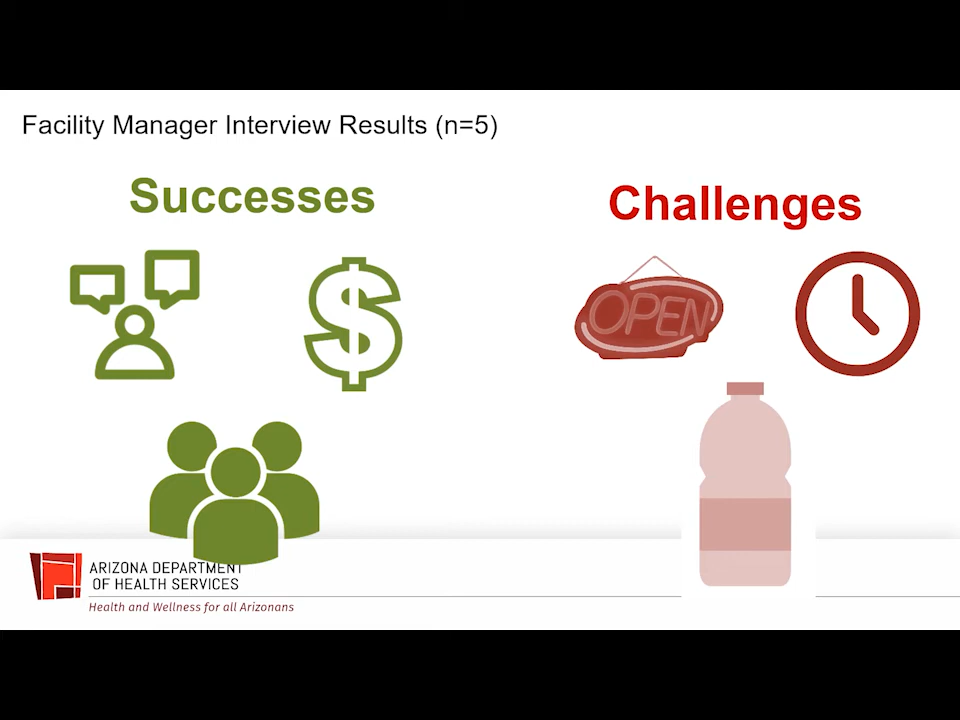 Facility Manager Interview Results (n=5)
Successes
Challenges
OPEN
ARIZONA DEPARTMENT
OF HEALTH SERVICES
Health and Wellness for all Arizonans